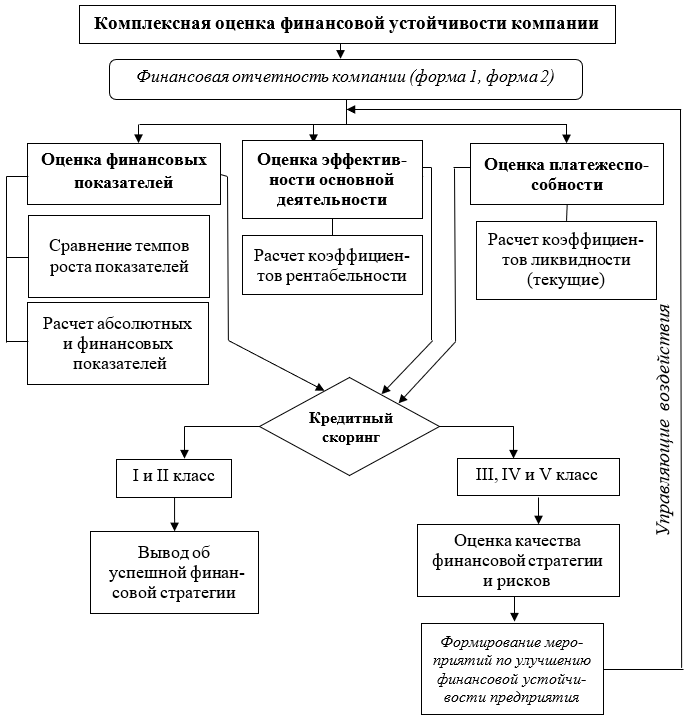 Комплексная оценка финансовой устойчивости компании
Финансовая отчетность компании (форма 1, форма 2)
Оценка финансовых
показателей
Оценка эффектив-
ности основной
деятельности
Оценка платежеспо-
собности
Сравнение темпов
роста показателей
Расчет коэффициен-
тов рентабельности
Расчет коэффициен-
тов ликвидности
(текущие)
Расчет абсолютных
и финансовых
показателей
Управляющие воздействия
Кредитный
скоринг
I и II класс
III, IV и V класс
Вывод об
успешной финан-
совой стратегии
Оценка качества
финансовой стратегии
и рисков
Формирование меро-
приятий по улучшению
финансовой устойчи-
вости предприятия